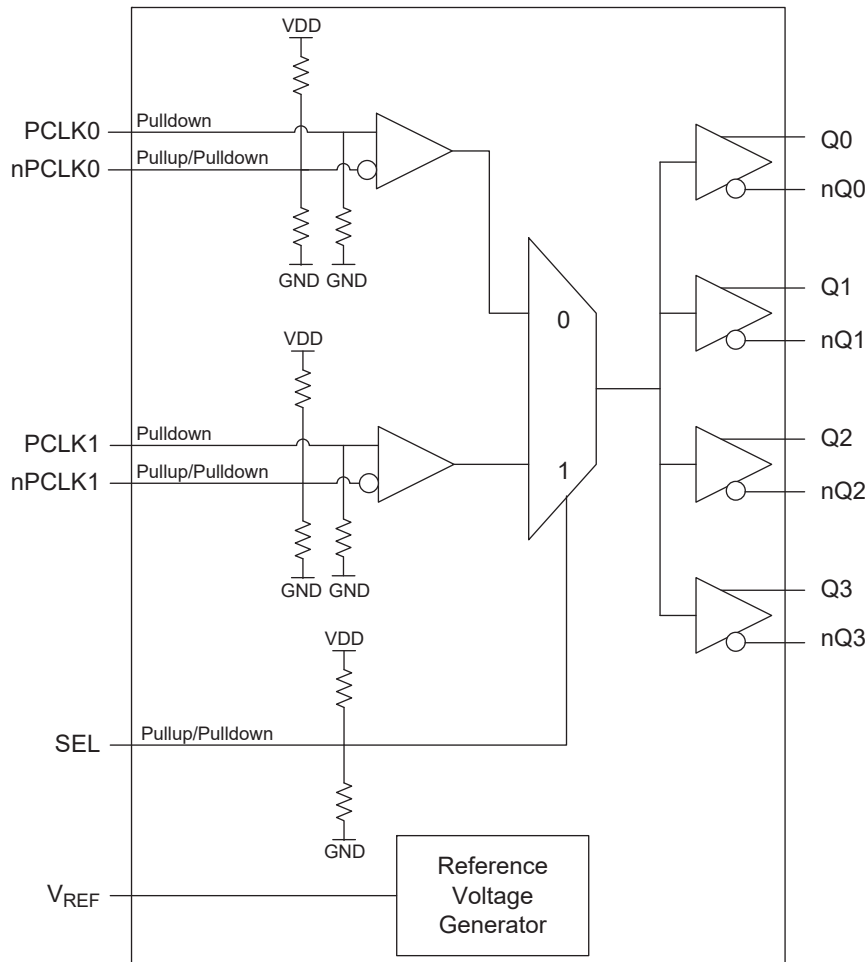 VDD
PCLK0
Pulldown
nPCLK0
Pullup/Pulldown
GND
GND
Q0
nQ0
0
Q1
nQ1
VDD
PCLK1
Pulldown
nPCLK1
Pullup/Pulldown
1
GND
GND
Q2
nQ2
Q3
nQ3
VDD
SEL
Pullup/Pulldown
GND
VREF
Reference
Voltage
Generator